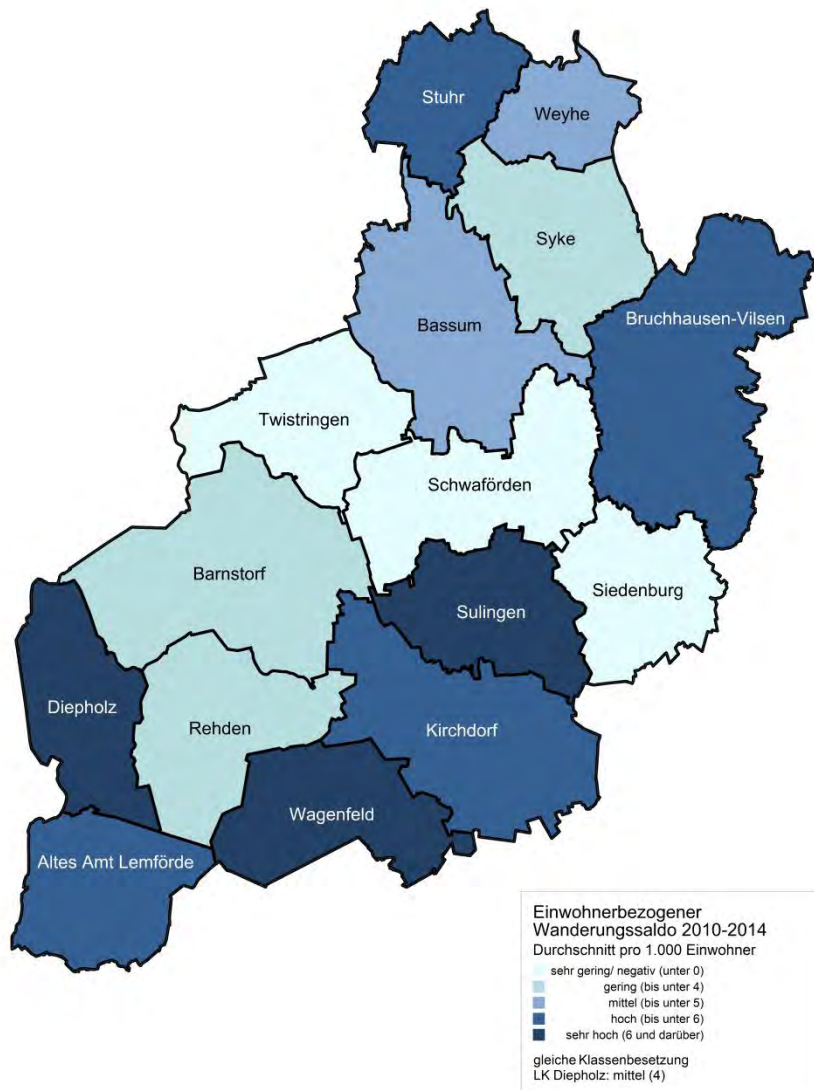 Stuhr
Weyhe
Syke
Bruchhausen-Vilsen
Bassum
Twistringen
Schwaförden
Barnstorf
Siedenburg
Sulingen
Diepholz
Rehden
Kirchdorf
Wagenfeld
Altes Amt Lemförde
Einwohnerbezogener
Wanderungssaldo 2010-2014
Durchschnitt pro 1.000 Einwohner
sehr gering/ negativ (unter 0)
gering (bis unter 4)
mittel (bis unter 5)
hoch (bis unter 6)
sehr hoch (6 und darüber)
gleiche Klassenbesetzung
LK Diepholz: mittel (4)